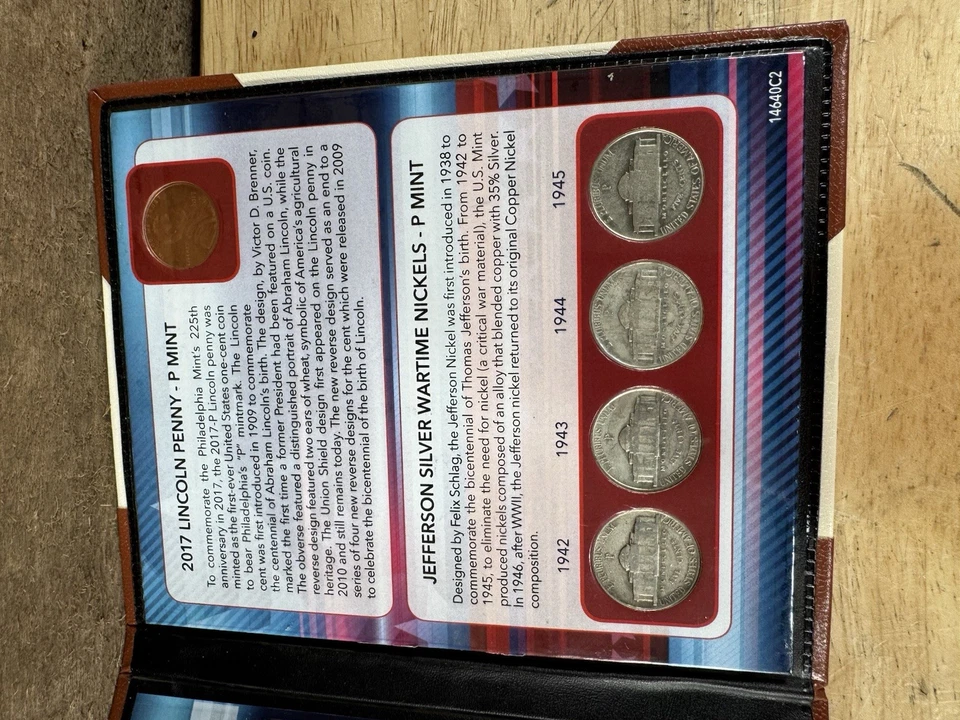 2017 LINCOLN PENNY - P MINT
To commemorate the Philadelphia Mint's 225th
anniversary in 2017, the 2017-P Lincoln penny was
minted as the first-ever United States one-cent coin
to bear Philadelphia's "P" mintmark. The Lincoln
cent was first introduced in 1909 to commemorate
the centennial of Abraham Lincoln's birth. The design, by Victor D. Brenner,
marked the first time a former President had been featured on a U.S. coin.
The obverse featured a distinguished portrait of Abraham Lincoln, while the
reverse design featured two ears of wheat, symbolic of America's agricultural
heritage. The Union Shield design first appeared on the Lincoln penny in
2010 and still remains today. The new reverse design served as an end to a
series of four new reverse designs for the cent which were released in 2009
to celebrate the bicentennial of the birth of Lincoln.
JEFFERSON SILVER WARTIME NICKELS - P MINT
Designed by Felix Schlag, the Jefferson Nickel was first introduced in 1938 to
commemorate the bicentennial of Thomas Jefferson's birth. From 1942 to
1945, to eliminate the need for nickel (a critical war material), the U.S. Mint
produced nickels composed of an alloy that blended copper with 35% Silver.
In 1946, after WWII, the Jefferson nickel returned to its original Copper Nickel
composition.
1942 1943 1944 1945
P
P
UNITED STATES OF AMERICA
14640C2